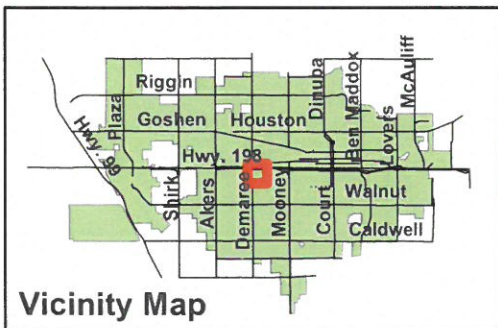 Riggin
Goshen Houston
Hwy. 198
Hwy. 99
Plaza
Shirk
Akers
Demaree
Mooney
Court
Dinuba
Ben Maddox
Lovers
McAuliff
Walnut
Caldwell
Vicinity Map